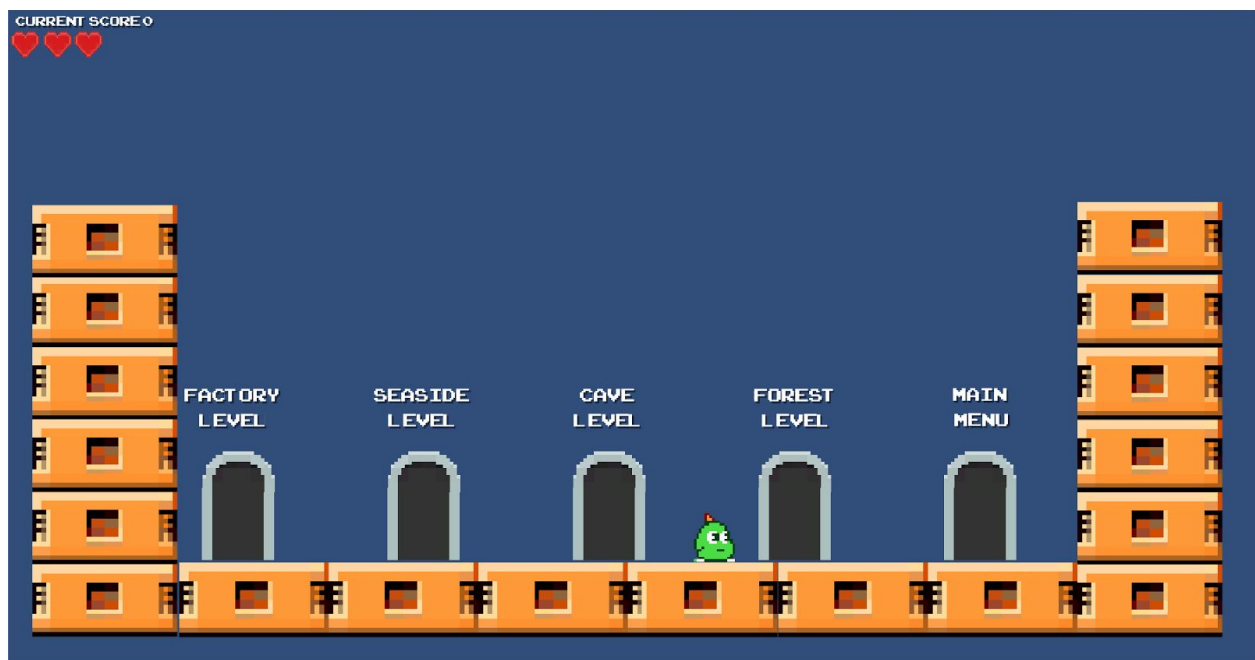 CURRENT SCORE 0
FACTORY LEVEL
SEASIDE LEVEL
CAVE LEVEL
FOREST LEVEL
MAIN MENU